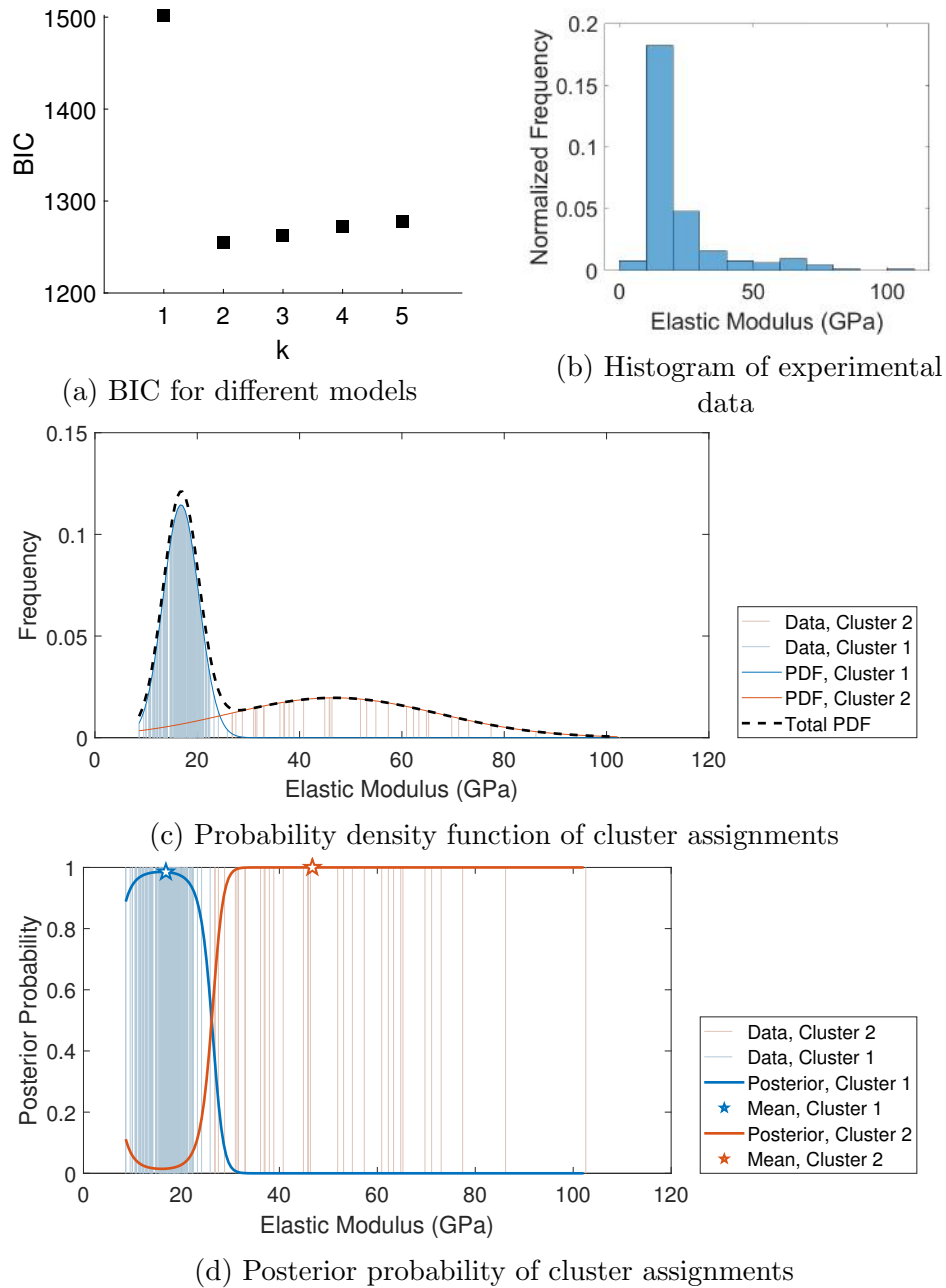 1500
1400
1300
1200
BIC
1 2 3 4 5
k
(a) BIC for different models
0.2
0.15
0.1
0.05
0
Normalized Frequency
0 50 100
Elastic Modulus (GPa)
(b) Histogram of experimental
data
0.15
0.1
0.05
0
Frequency
0 20 40 60 80 100 120
Elastic Modulus (GPa)
Data, Cluster 2
Data, Cluster 1
PDF, Cluster 1
PDF, Cluster 2
Total PDF
(c) Probability density function of cluster assignments
1
0.8
0.6
0.4
0.2
0
Posterior Probability
0 20 40 60 80 100 120
Elastic Modulus (GPa)
Data, Cluster 2
Data, Cluster 1
Posterior, Cluster 1
Mean, Cluster 1
Posterior, Cluster 2
Mean, Cluster 2
(d) Posterior probability of cluster assignments